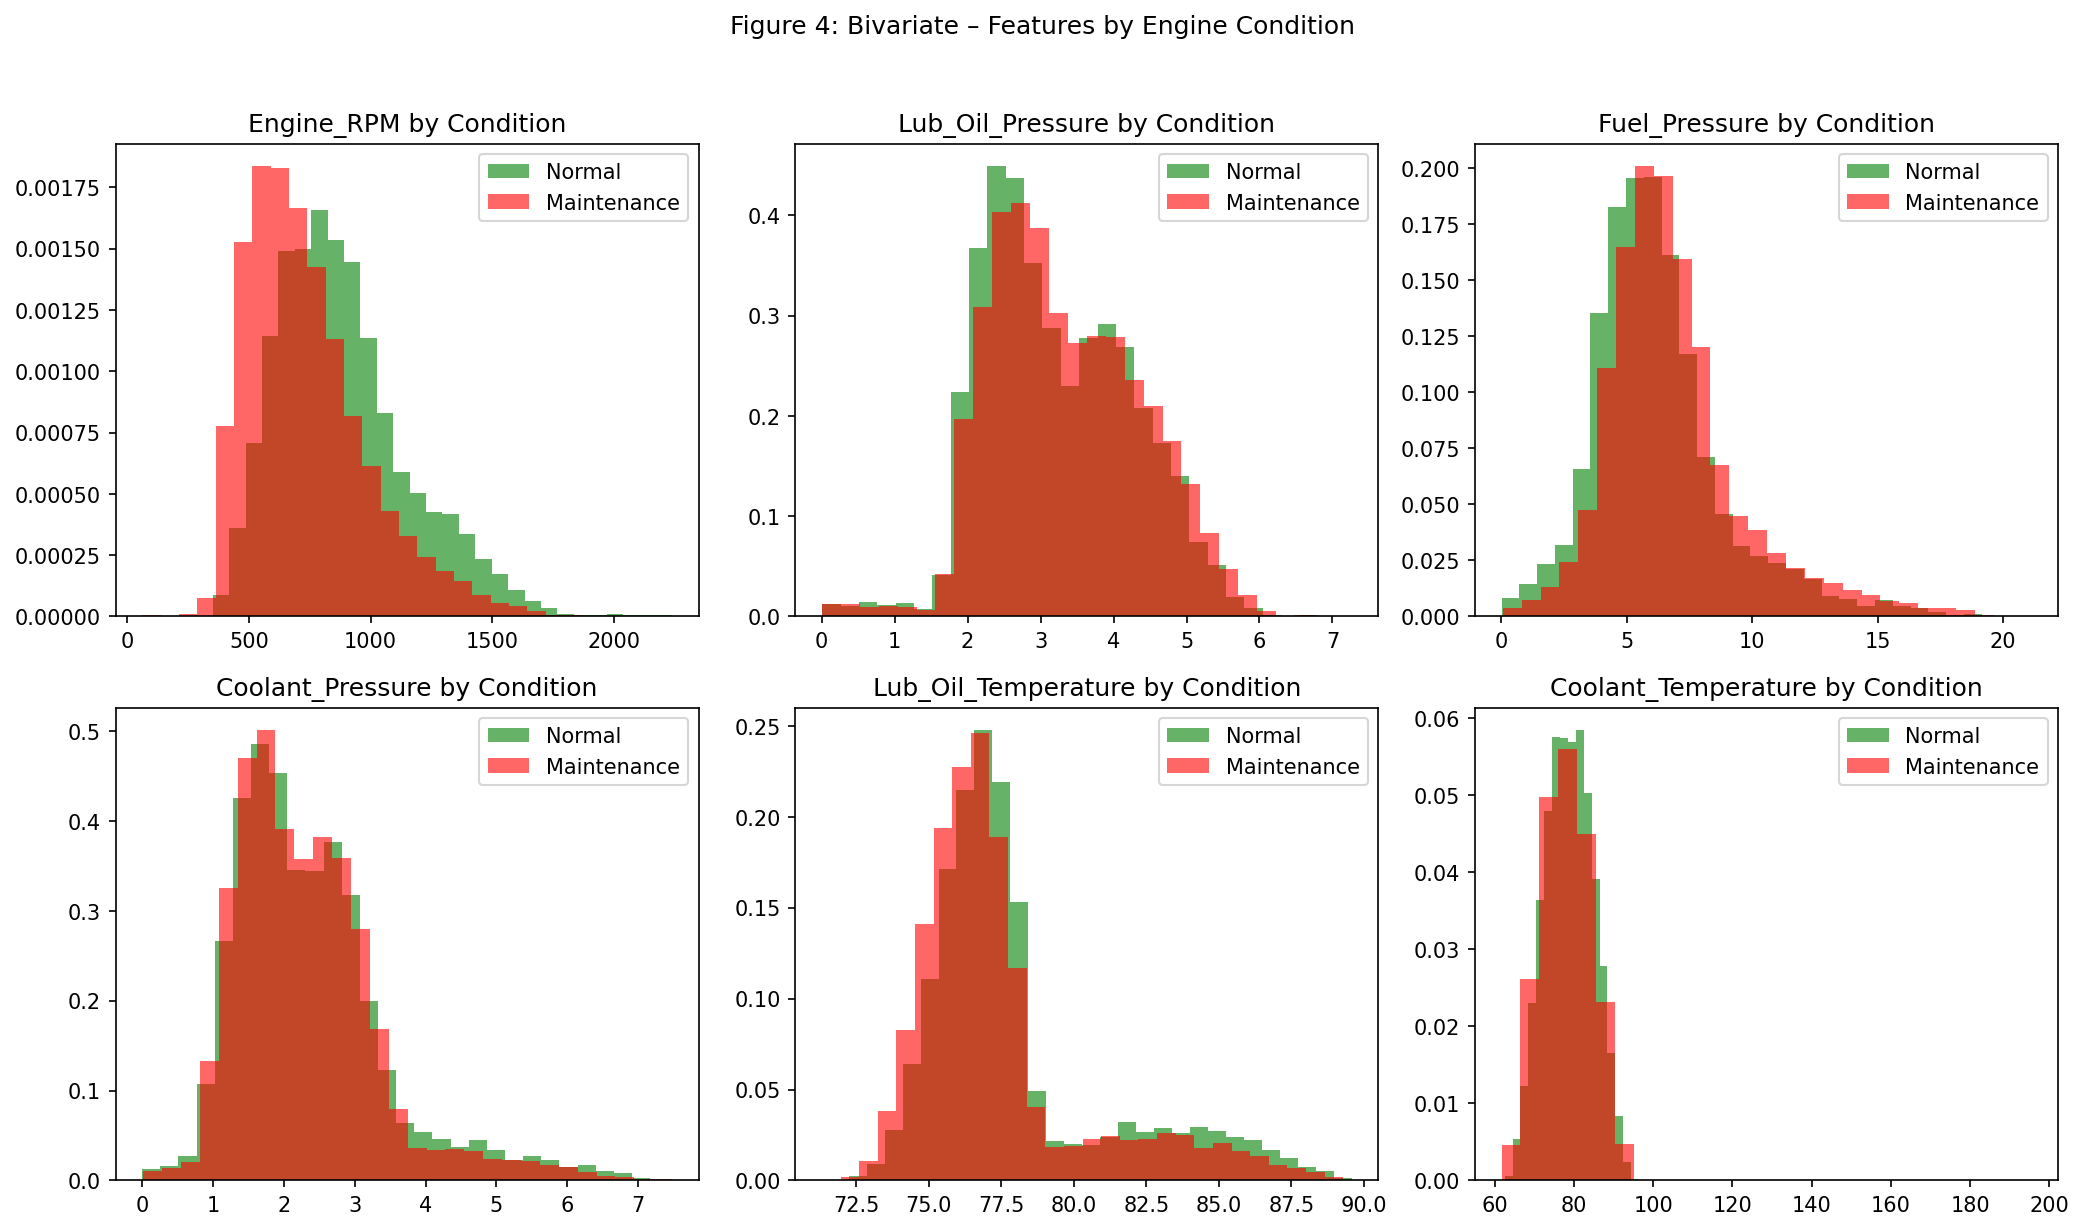 Figure 4: Bivariate – Features by Engine Condition
Engine_RPM by Condition
Normal
Maintenance
0.00175
0.00150
0.00125
0.00100
0.00075
0.00050
0.00025
0.00000
0 500 1000 1500 2000
Lub_Oil_Pressure by Condition
Normal
Maintenance
0.4
0.3
0.2
0.1
0.0
0 1 2 3 4 5 6 7
Fuel_Pressure by Condition
Normal
Maintenance
0.200
0.175
0.150
0.125
0.100
0.075
0.050
0.025
0.000
0 5 10 15 20
Coolant_Pressure by Condition
Normal
Maintenance
0.5
0.4
0.3
0.2
0.1
0.0
0 1 2 3 4 5 6 7
Lub_Oil_Temperature by Condition
Normal
Maintenance
0.25
0.20
0.15
0.10
0.05
0.00
72.5 75.0 77.5 80.0 82.5 85.0 87.5 90.0
Coolant_Temperature by Condition
Normal
Maintenance
0.06
0.05
0.04
0.03
0.02
0.01
0.00
60 80 100 120 140 160 180 200